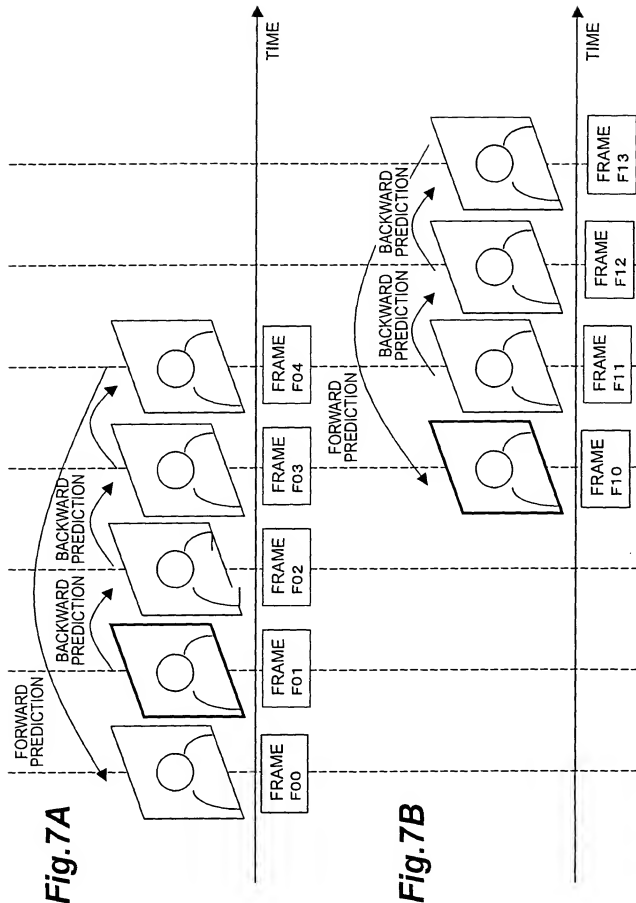 Fig.7A
FORWARD
PREDICTION
BACKWARD
PREDICTION
BACKWARD
PREDICTION
FRAME
F00
FRAME
F01
FRAME
F02
FRAME
F03
FRAME
F04
TIME
Fig.7B
FORWARD
PREDICTION
BACKWARD
PREDICTION
BACKWARD
PREDICTION
FRAME
F10
FRAME
F11
FRAME
F12
FRAME
F13
TIME